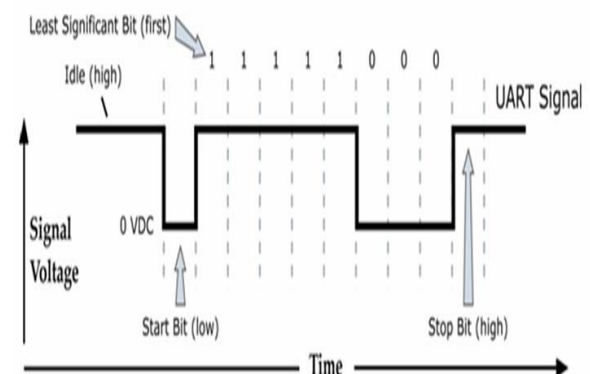 Least Significant Bit (first)
1 1 1 1 1 0 0 0
Idle (high)
UART Signal
0 VDC
Signal
Voltage
Start Bit (low)
Stop Bit (high)
Time